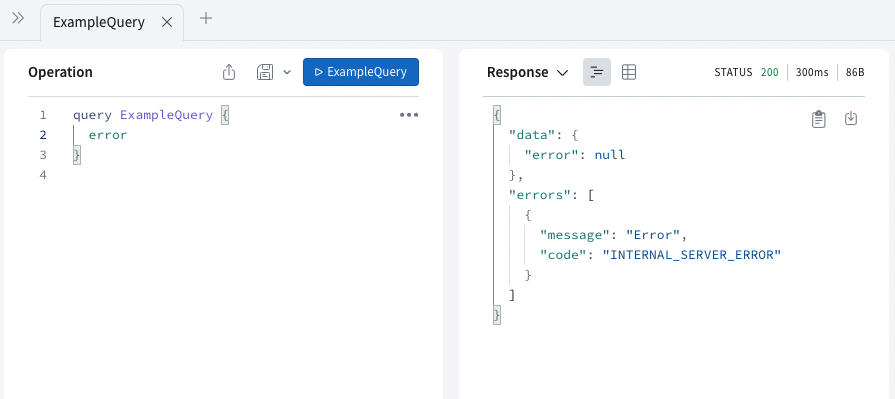 ExampleQuery
Operation
ExampleQuery
1 query ExampleQuery {
2   error
3 }
4
Response
STATUS 200 300ms 86B
{
  "data": {
    "error": null
  },
  "errors": [
    {
      "message": "Error",
      "code": "INTERNAL_SERVER_ERROR"
    }
  ]
}